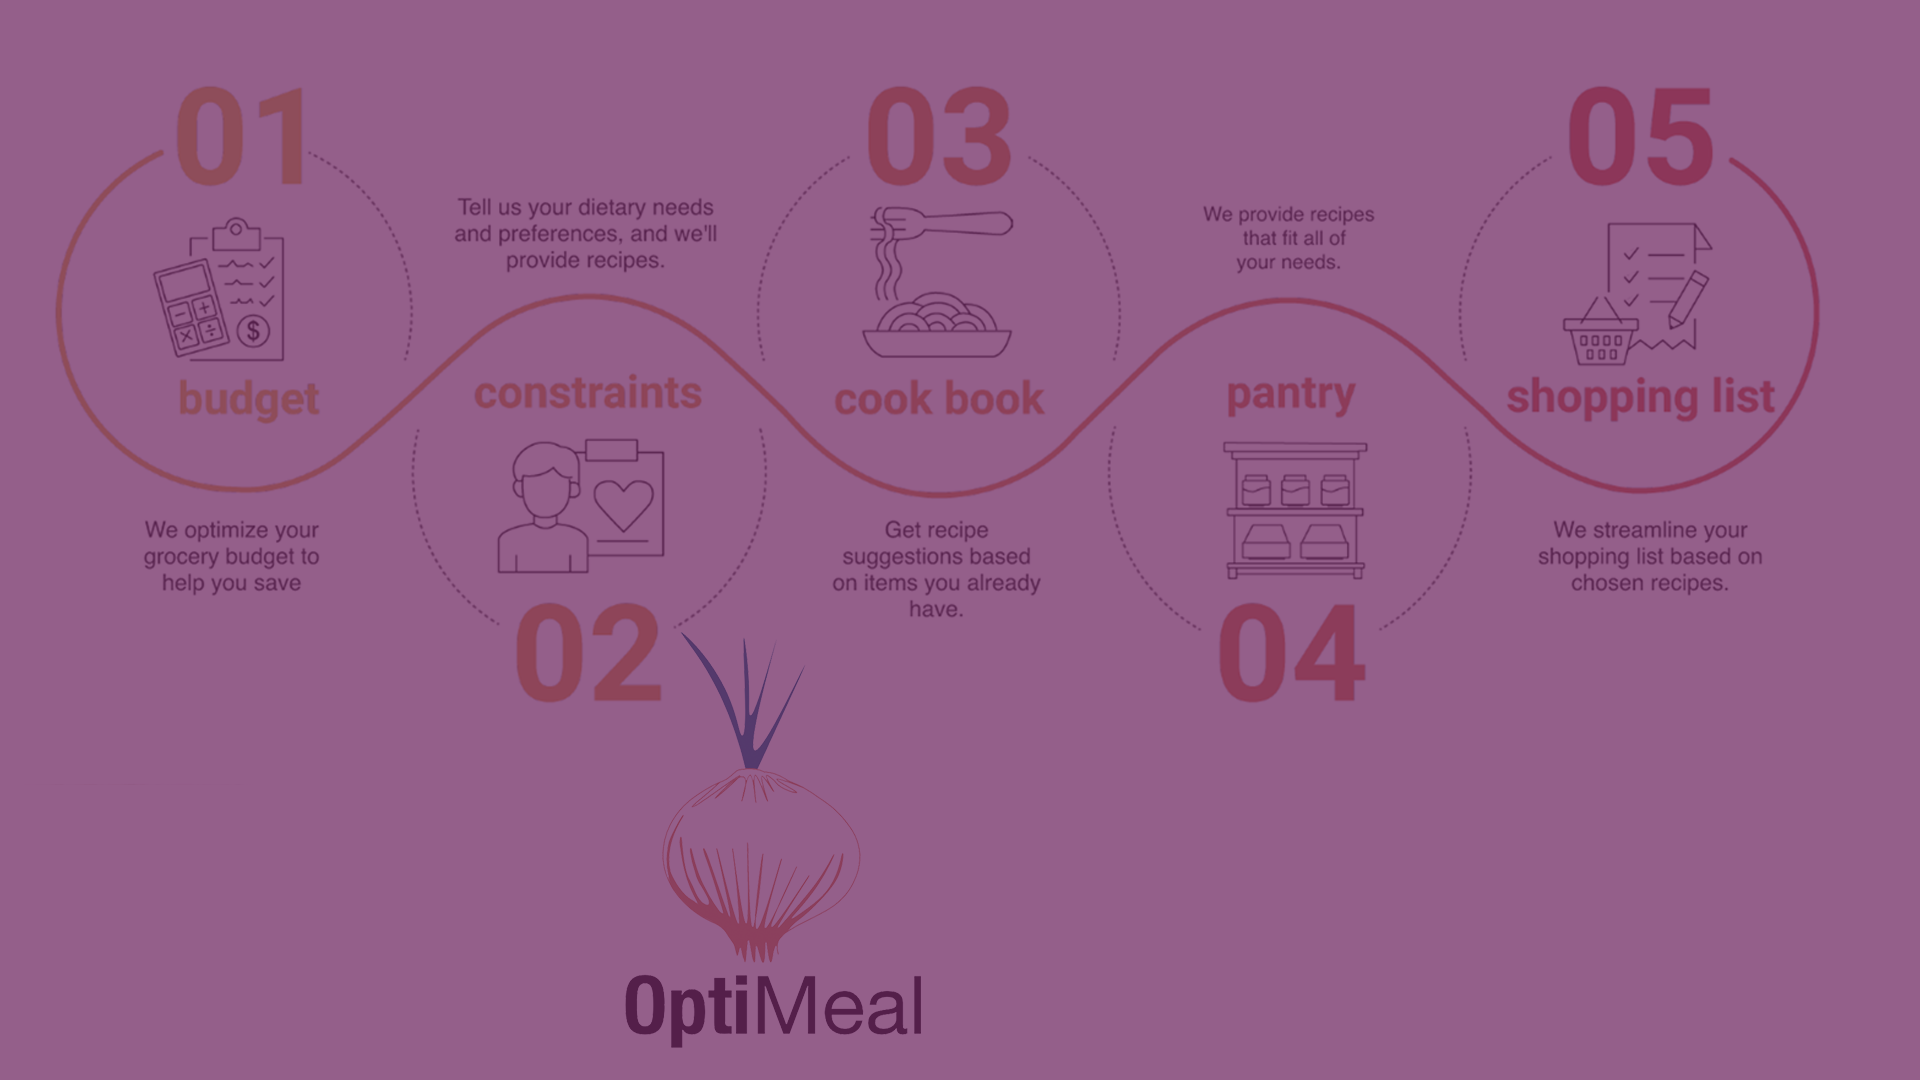 01
budget
We optimize your
grocery budget to
help you save
Tell us your dietary needs
and preferences, and we'll
provide recipes.
constraints
02
03
cook book
Get recipe
suggestions based
on items you already
have.
We provide recipes
that fit all of
your needs.
pantry
04
05
$
shopping list
We streamline your
shopping list based on
chosen recipes.
OptiMeal